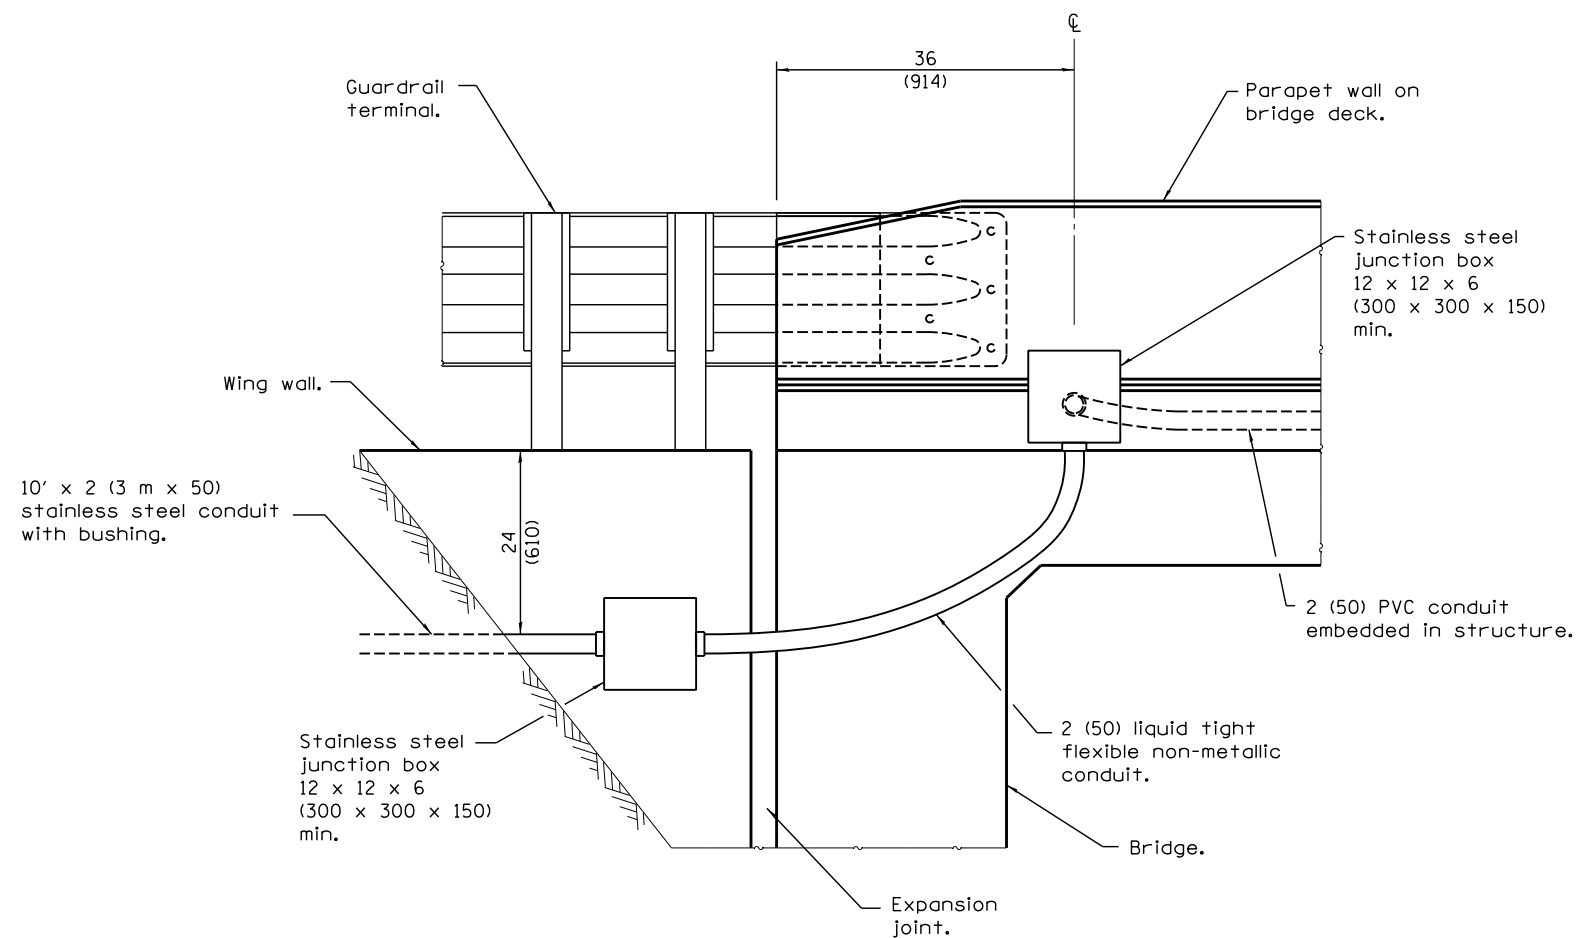 ℄
36
(914)
Guardrail
terminal.
Parapet wall on
bridge deck.
Stainless steel
junction box
12 x 12 x 6
(300 x 300 x 150)
min.
Wing wall.
10' x 2 (3 m x 50)
stainless steel conduit
with bushing.
24
(610)
2 (50) PVC conduit
embedded in structure.
Stainless steel
junction box
12 x 12 x 6
(300 x 300 x 150)
min.
2 (50) liquid tight
flexible non-metallic
conduit.
Bridge.
Expansion
joint.